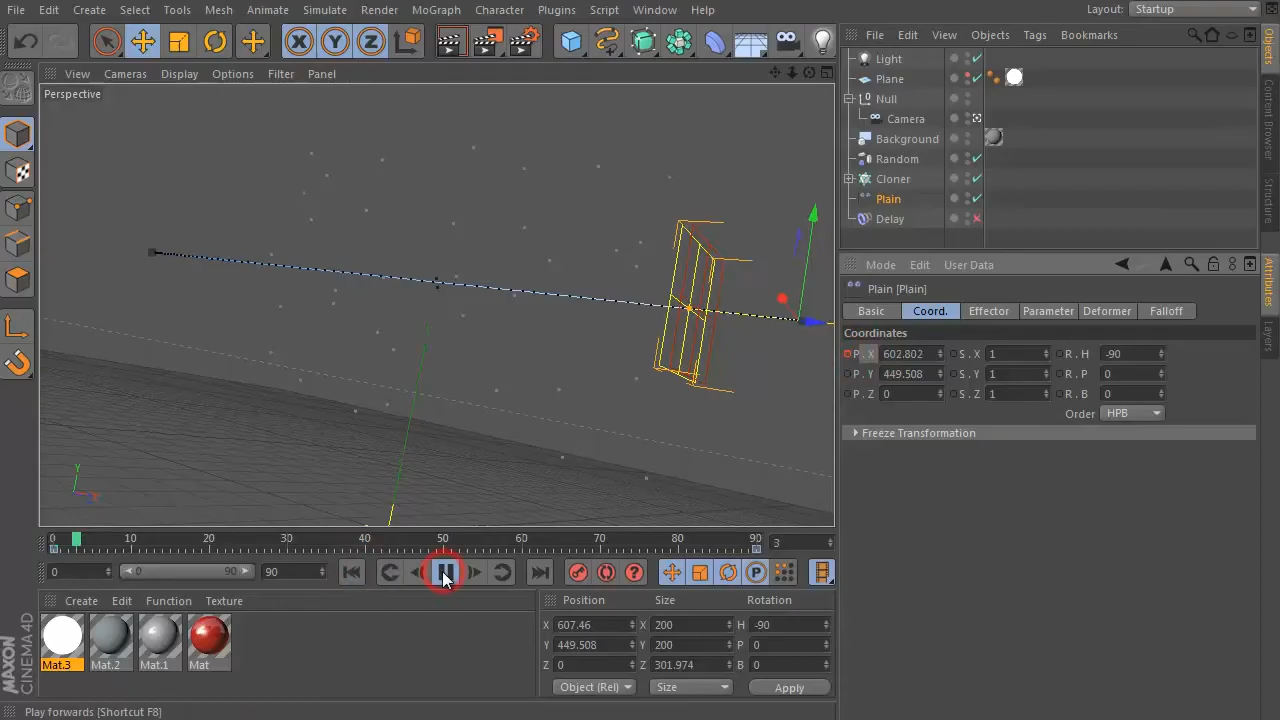 File Edit Create Select Tools Mesh Animate Simulate Render MoGraph Character Plugins Script Window Help
Layout: Startup
File Edit View Objects Tags Bookmarks
View Cameras Display Options Filter Panel
Perspective
Light
Plane
Null
Camera
Background
Random
Cloner
Plain
Delay
Objects
Content Browser
Structure
Attributes
Layers
Mode Edit User Data
Plain [Plain]
Basic Coord. Effector Parameter Deformer Falloff
Coordinates
P . X 602.802 S . X 1 R . H -90
P . Y 449.508 S . Y 1 R . P 0
P . Z 0 S . Z 1 R . B 0
Order HPB
Freeze Transformation
X Y Z
Y
0 10 20 30 40 50 60 70 80 90 3
0 0 90 90
Create Edit Function Texture
Mat.3 Mat.2 Mat.1 Mat
Position Size Rotation
X 607.46 X 200 H -90
Y 449.508 Y 200 P 0
Z 0 Z 301.974 B 0
Object (Rel) Size Apply
MAXON
CINEMA 4D
Play forwards [Shortcut F8]